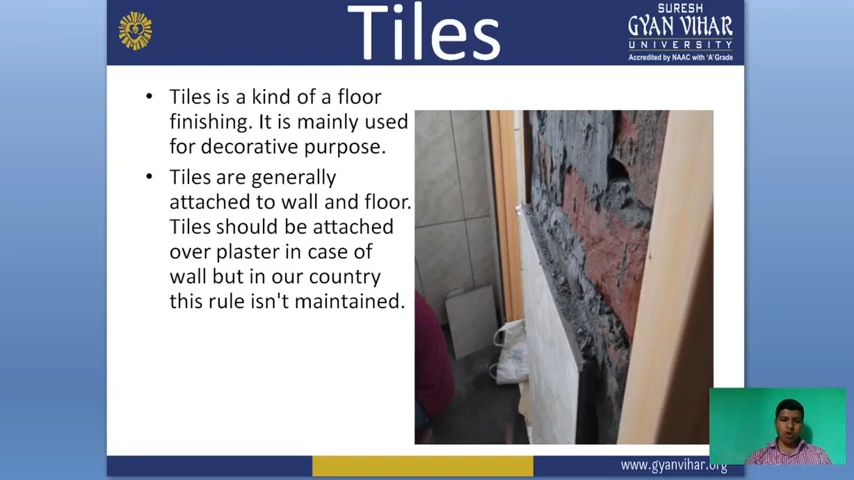 Tiles
SURESH
GYAN VIHAR
UNIVERSITY
Accredited by NAAC with 'A' Grade
• Tiles is a kind of a floor
finishing. It is mainly used
for decorative purpose.
• Tiles are generally
attached to wall and floor.
Tiles should be attached
over plaster in case of
wall but in our country
this rule isn't maintained.
www.gyanvihar.org